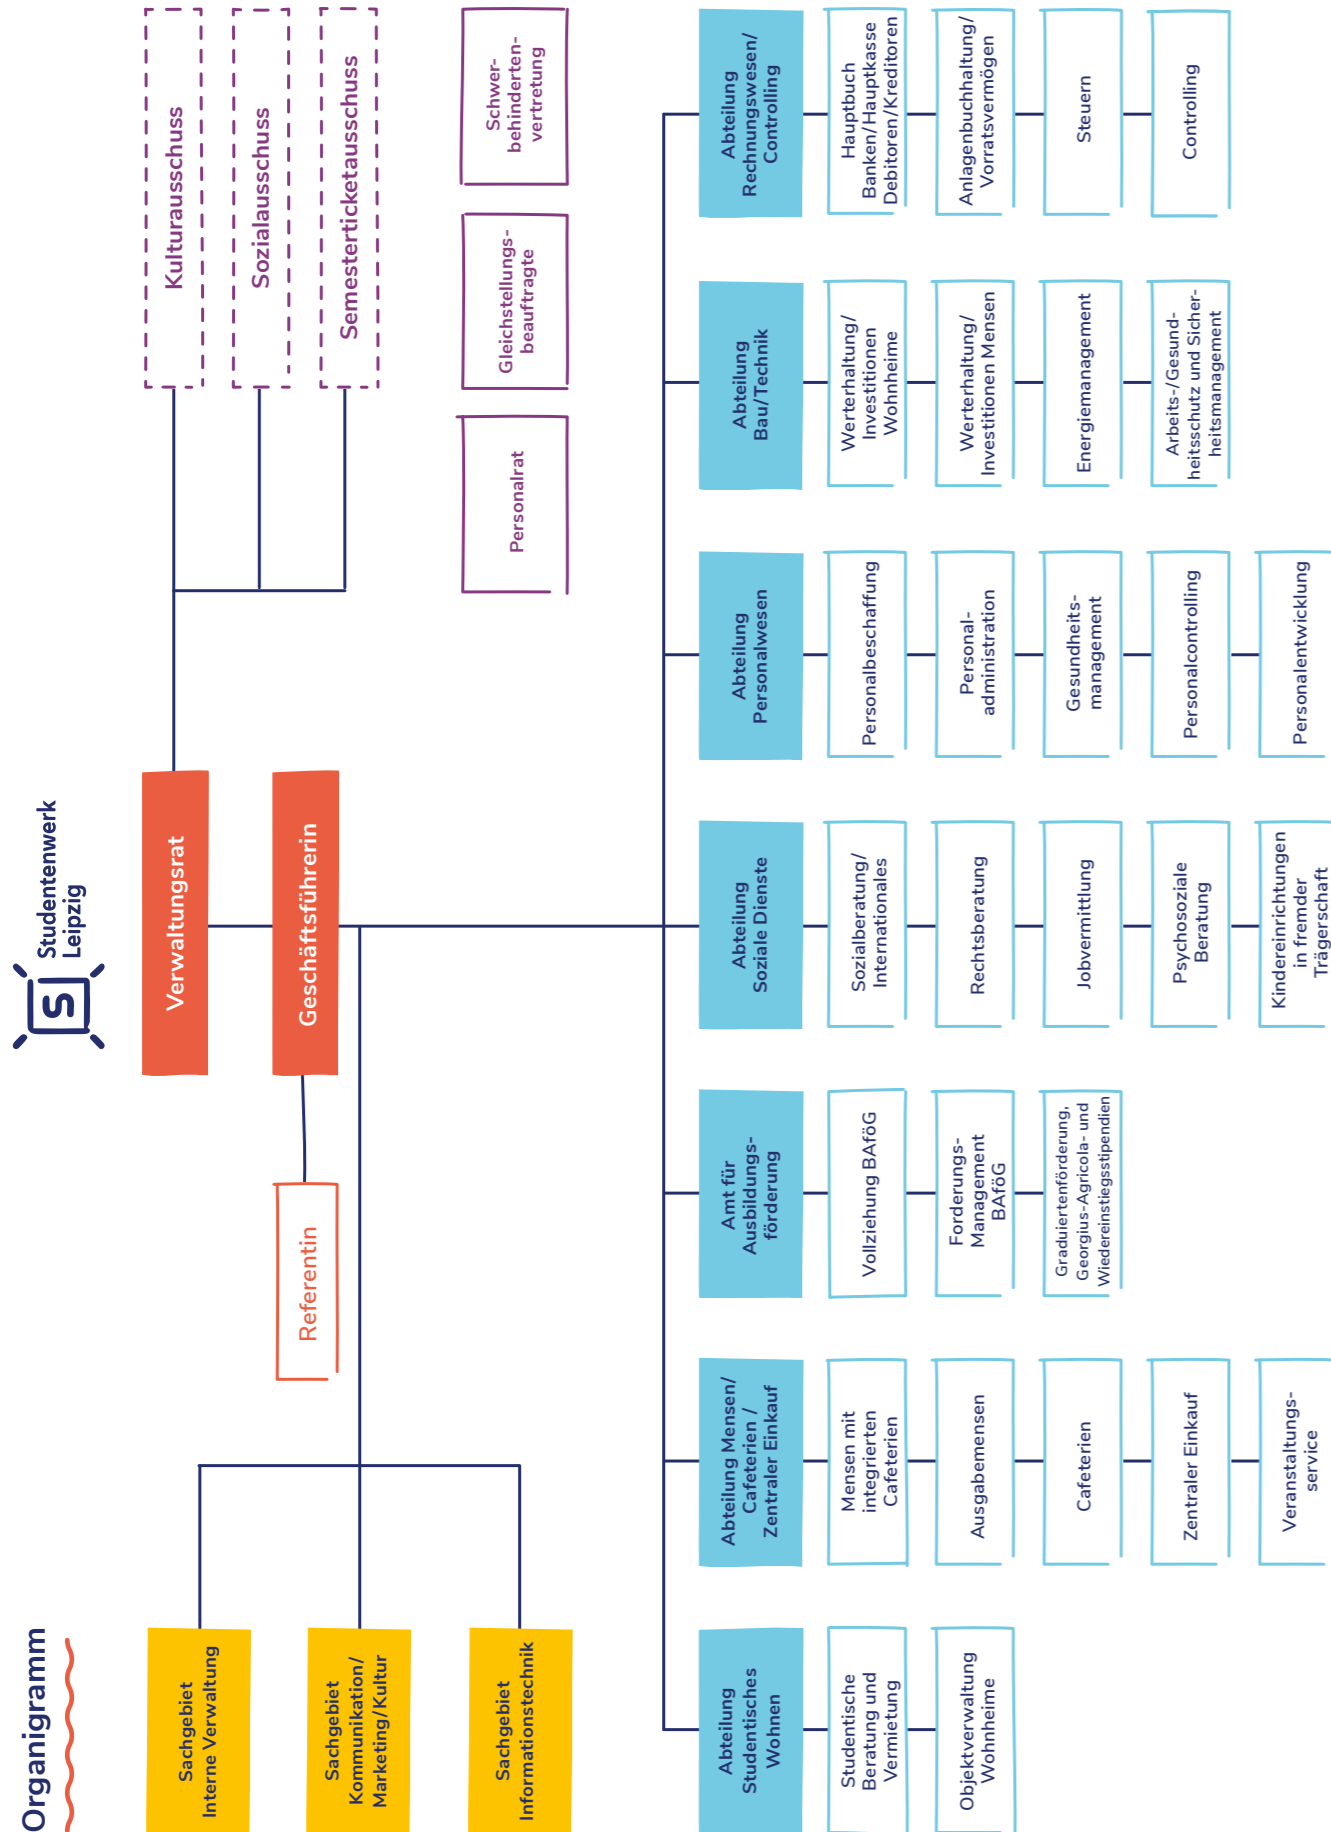 Organigramm
Studentenwerk
Leipzig
Verwaltungsrat
Geschäftsführerin
Referentin
Kulturausschuss
Sozialausschuss
Semesterticketausschuss
Sachgebiet
Interne Verwaltung
Sachgebiet
Kommunikation/
Marketing/Kultur
Sachgebiet
Informationstechnik
Personalrat
Gleichstellungs-
beauftragte
Schwer-
behinderten-
vertretung
Abteilung
Studentisches
Wohnen
Studentische
Beratung und
Vermietung
Objektverwaltung
Wohnheime
Abteilung Mensen/
Cafeterien /
Zentraler Einkauf
Mensen mit
integrierten
Cafeterien
Ausgabemensen
Cafeterien
Zentraler Einkauf
Veranstaltungs-
service
Amt für
Ausbildungs-
förderung
Vollziehung BAföG
Forderungs-
Management
BAföG
Graduiertenförderung,
Georgius-Agricola- und
Wiedereinstiegsstipendien
Abteilung
Soziale Dienste
Sozialberatung/
Internationales
Rechtsberatung
Jobvermittlung
Psychosoziale
Beratung
Kindereinrichtungen
in fremder
Trägerschaft
Abteilung
Personalwesen
Personalbeschaffung
Personal-
administration
Gesundheits-
management
Personalcontrolling
Personalentwicklung
Abteilung
Bau/Technik
Werterhaltung/
Investitionen
Wohnheime
Werterhaltung/
Investitionen Mensen
Energiemanagement
Arbeits-/Gesund-
heitsschutz und Sicher-
heitsmanagement
Abteilung
Rechnungswesen/
Controlling
Hauptbuch
Banken/Hauptkasse
Debitoren/Kreditoren
Anlagenbuchhaltung/
Vorratsvermögen
Steuern
Controlling